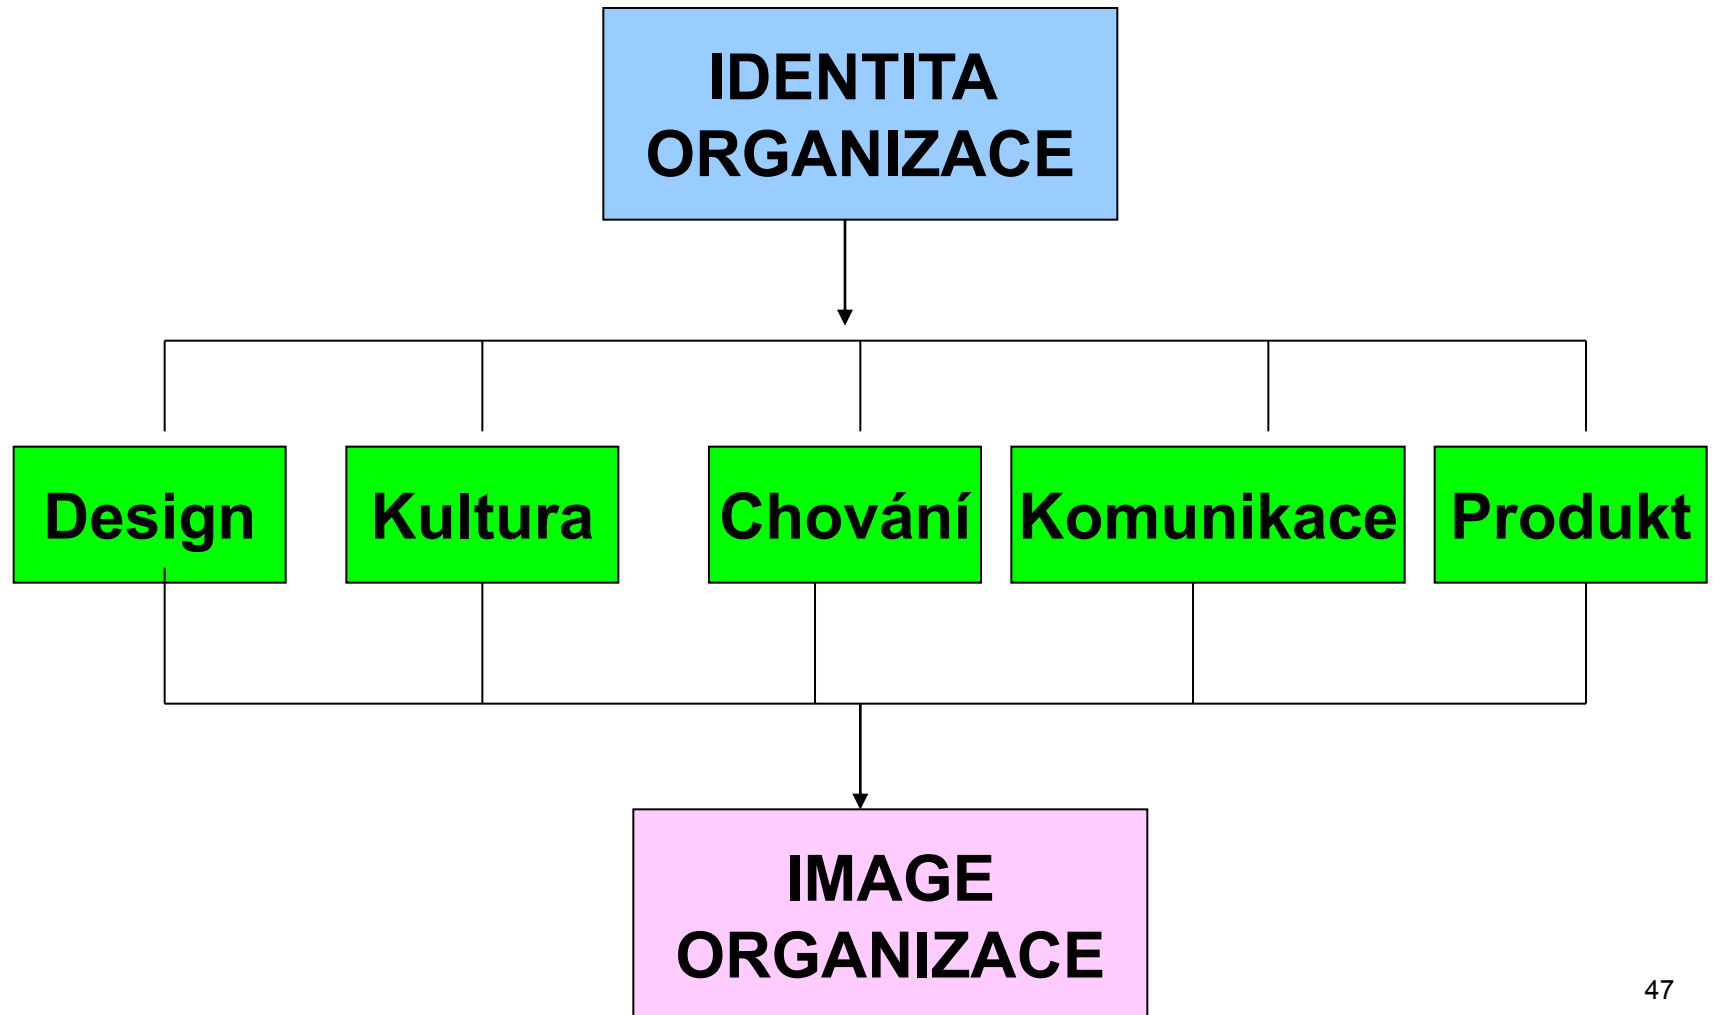 IDENTITA
ORGANIZACE
Design
Kultura
Chování
Komunikace
Produkt
IMAGE
ORGANIZACE
47